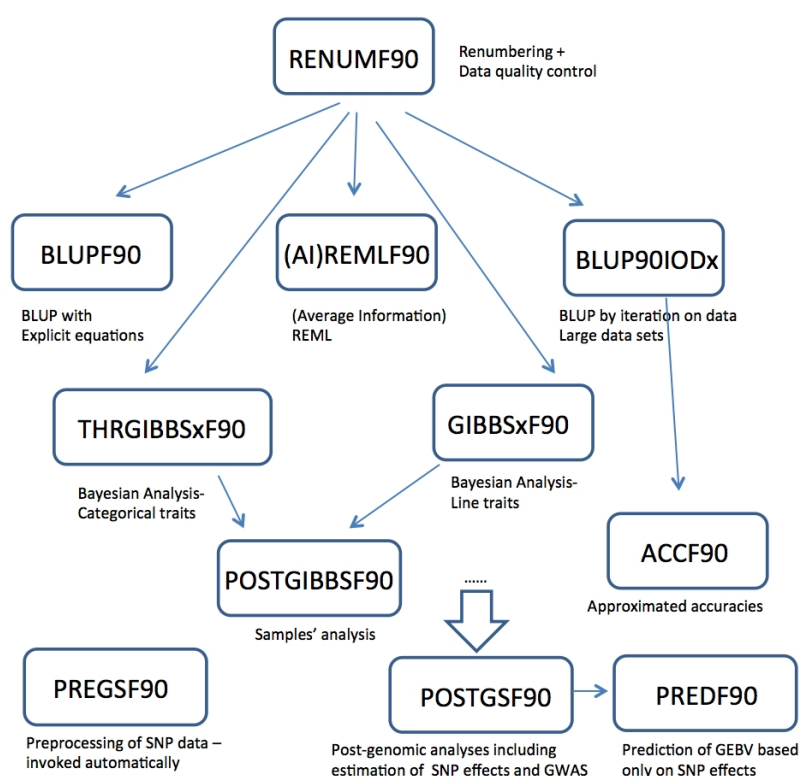 RENUMF90
Renumbering +
Data quality control
BLUPF90
BLUP with
Explicit equations
(AI)REMLF90
(Average Information)
REML
BLUP90IODx
BLUP by iteration on data
Large data sets
THRGIBBSxF90
Bayesian Analysis-
Categorical traits
GIBBSxF90
Bayesian Analysis-
Line traits
POSTGIBBSF90
Samples' analysis
......
ACCF90
Approximated accuracies
PREGSF90
Preprocessing of SNP data –
invoked automatically
POSTGSF90
Post-genomic analyses including
estimation of SNP effects and GWAS
PREDF90
Prediction of GEBV based
only on SNP effects